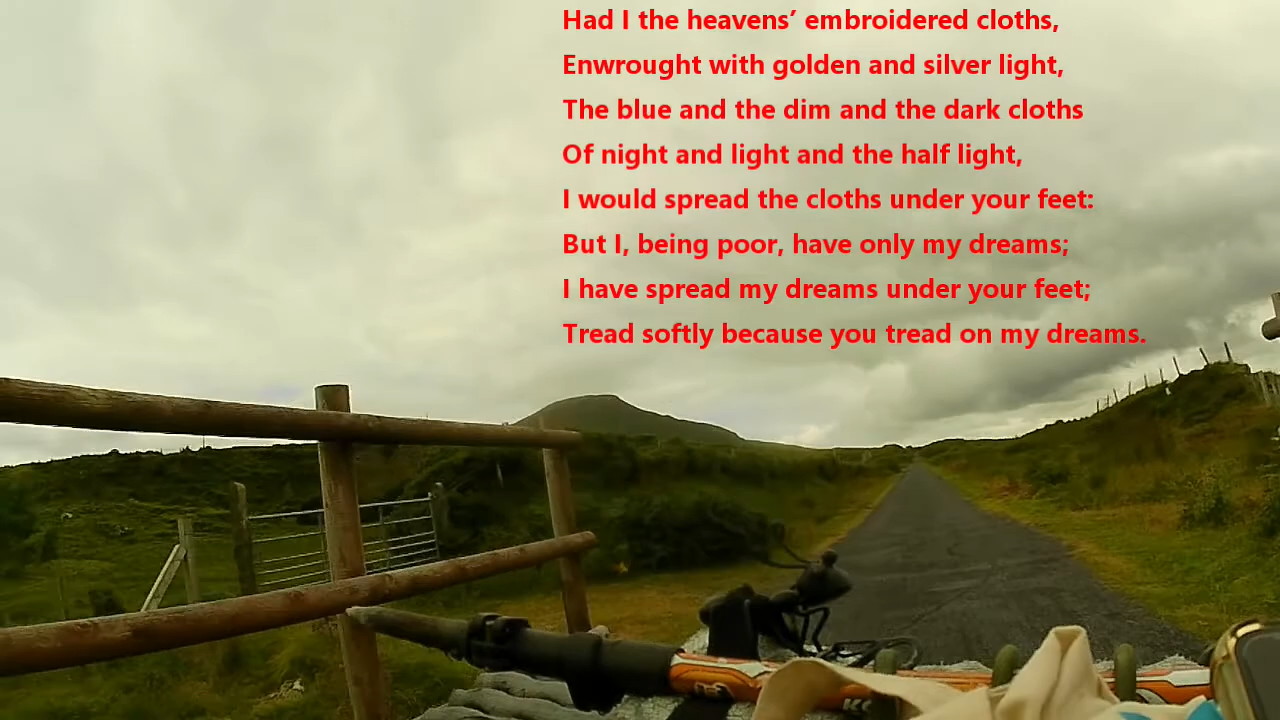 Had I the heavens’ embroidered cloths,
Enwrought with golden and silver light,
The blue and the dim and the dark cloths
Of night and light and the half light,
I would spread the cloths under your feet:
But I, being poor, have only my dreams;
I have spread my dreams under your feet;
Tread softly because you tread on my dreams.